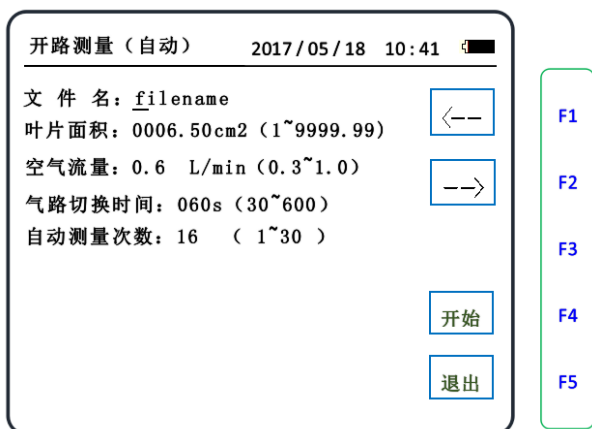 开路测量（自动） 2017/05/18 10:41
文 件 名：filename
<--
F1
叶片面积：0006.50cm2（1~9999.99）
空气流量：0.6 L/min（0.3~1.0）
-->
F2
气路切换时间：060s（30~600）
自动测量次数：16 （ 1~30 ）
F3
开始
F4
退出
F5